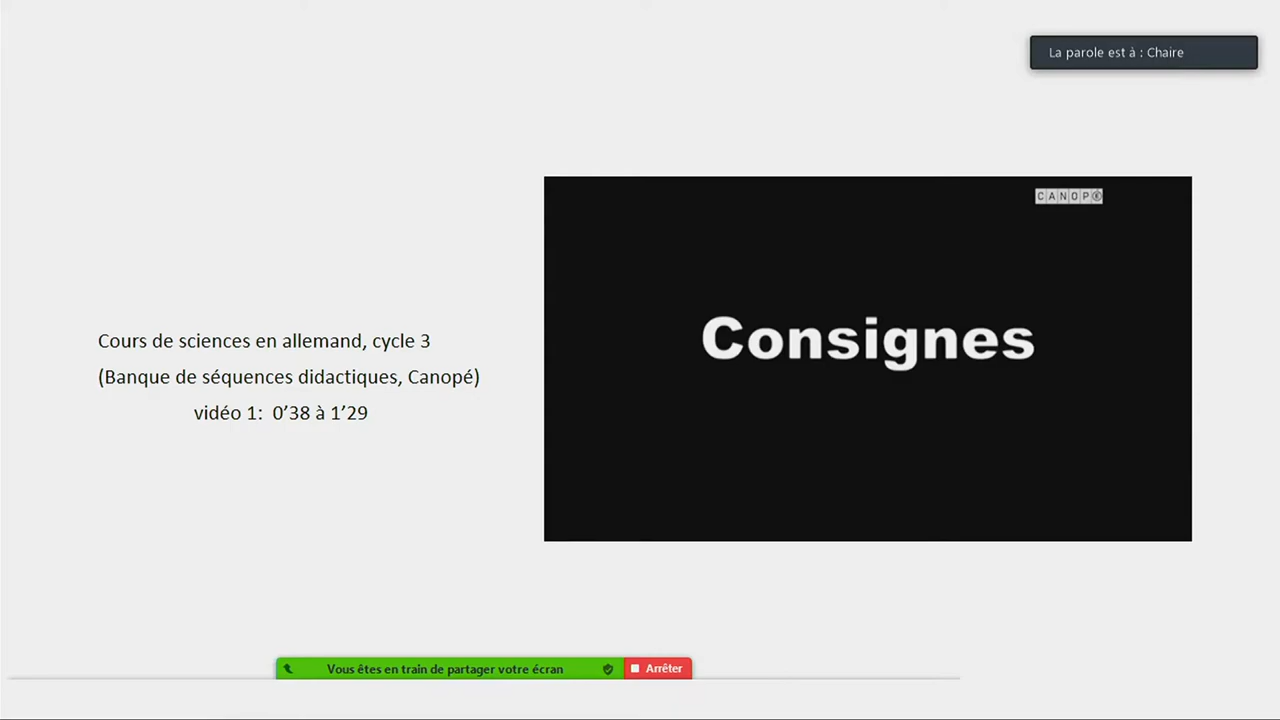 La parole est à : Chaire
CANOPÉ
Consignes
Cours de sciences en allemand, cycle 3
(Banque de séquences didactiques, Canopé)
vidéo 1:  0’38 à 1’29
Vous êtes en train de partager votre écran
Arrêter